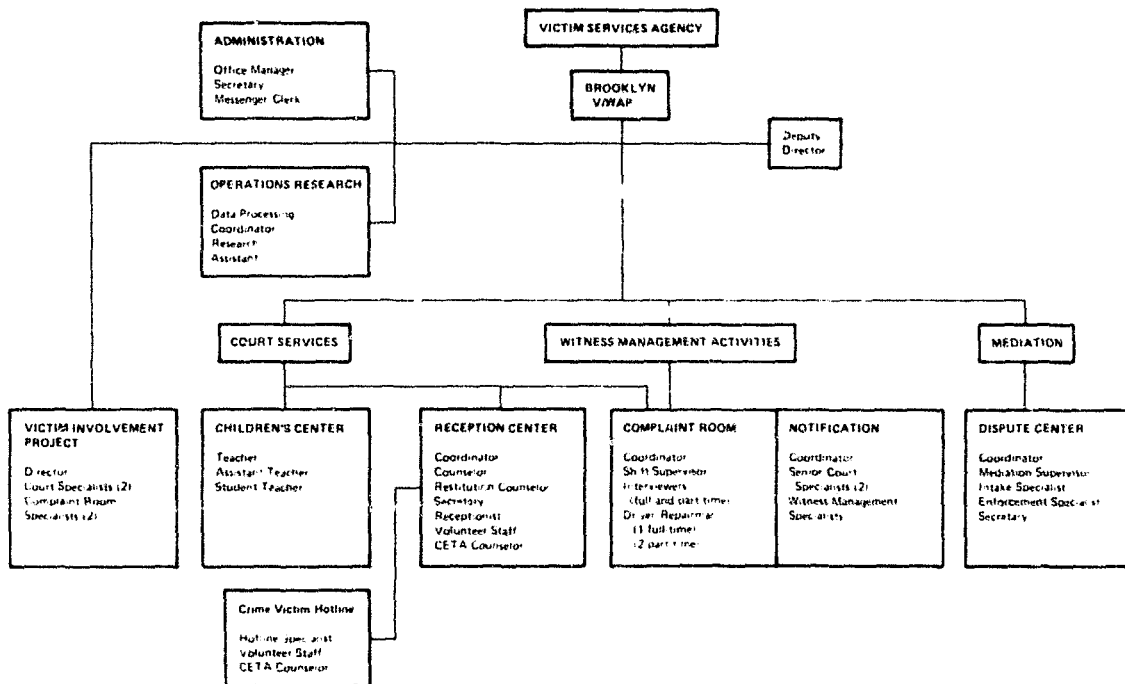 VICTIM SERVICES AGENCY
BROOKLYN
V/WAP
ADMINISTRATION
Office Manager
Secretary
Messenger Clerk
Deputy
Director
OPERATIONS RESEARCH
Data Processing
Coordinator
Research
Assistant
COURT SERVICES
WITNESS MANAGEMENT ACTIVITIES
MEDIATION
VICTIM INVOLVEMENT
PROJECT
Director
Court Specialists (2)
Complaint Room
Specialists (2)
CHILDREN'S CENTER
Teacher
Assistant Teacher
Student Teacher
RECEPTION CENTER
Coordinator
Counselor
Restitution Counselor
Secretary
Receptionist
Volunteer Staff
CETA Counselor
COMPLAINT ROOM
Coordinator
Shift Supervisor
Interviewers
(full and part time)
Driver Repairman
(1 full-time)
(2 part time)
NOTIFICATION
Coordinator
Senior Court
Specialists (2)
Witness Management
Specialists
DISPUTE CENTER
Coordinator
Mediation Supervisor
Intake Specialist
Enforcement Specialist
Secretary
Crime Victim Hotline
Hotline Specialist
Volunteer Staff
CETA Counselor